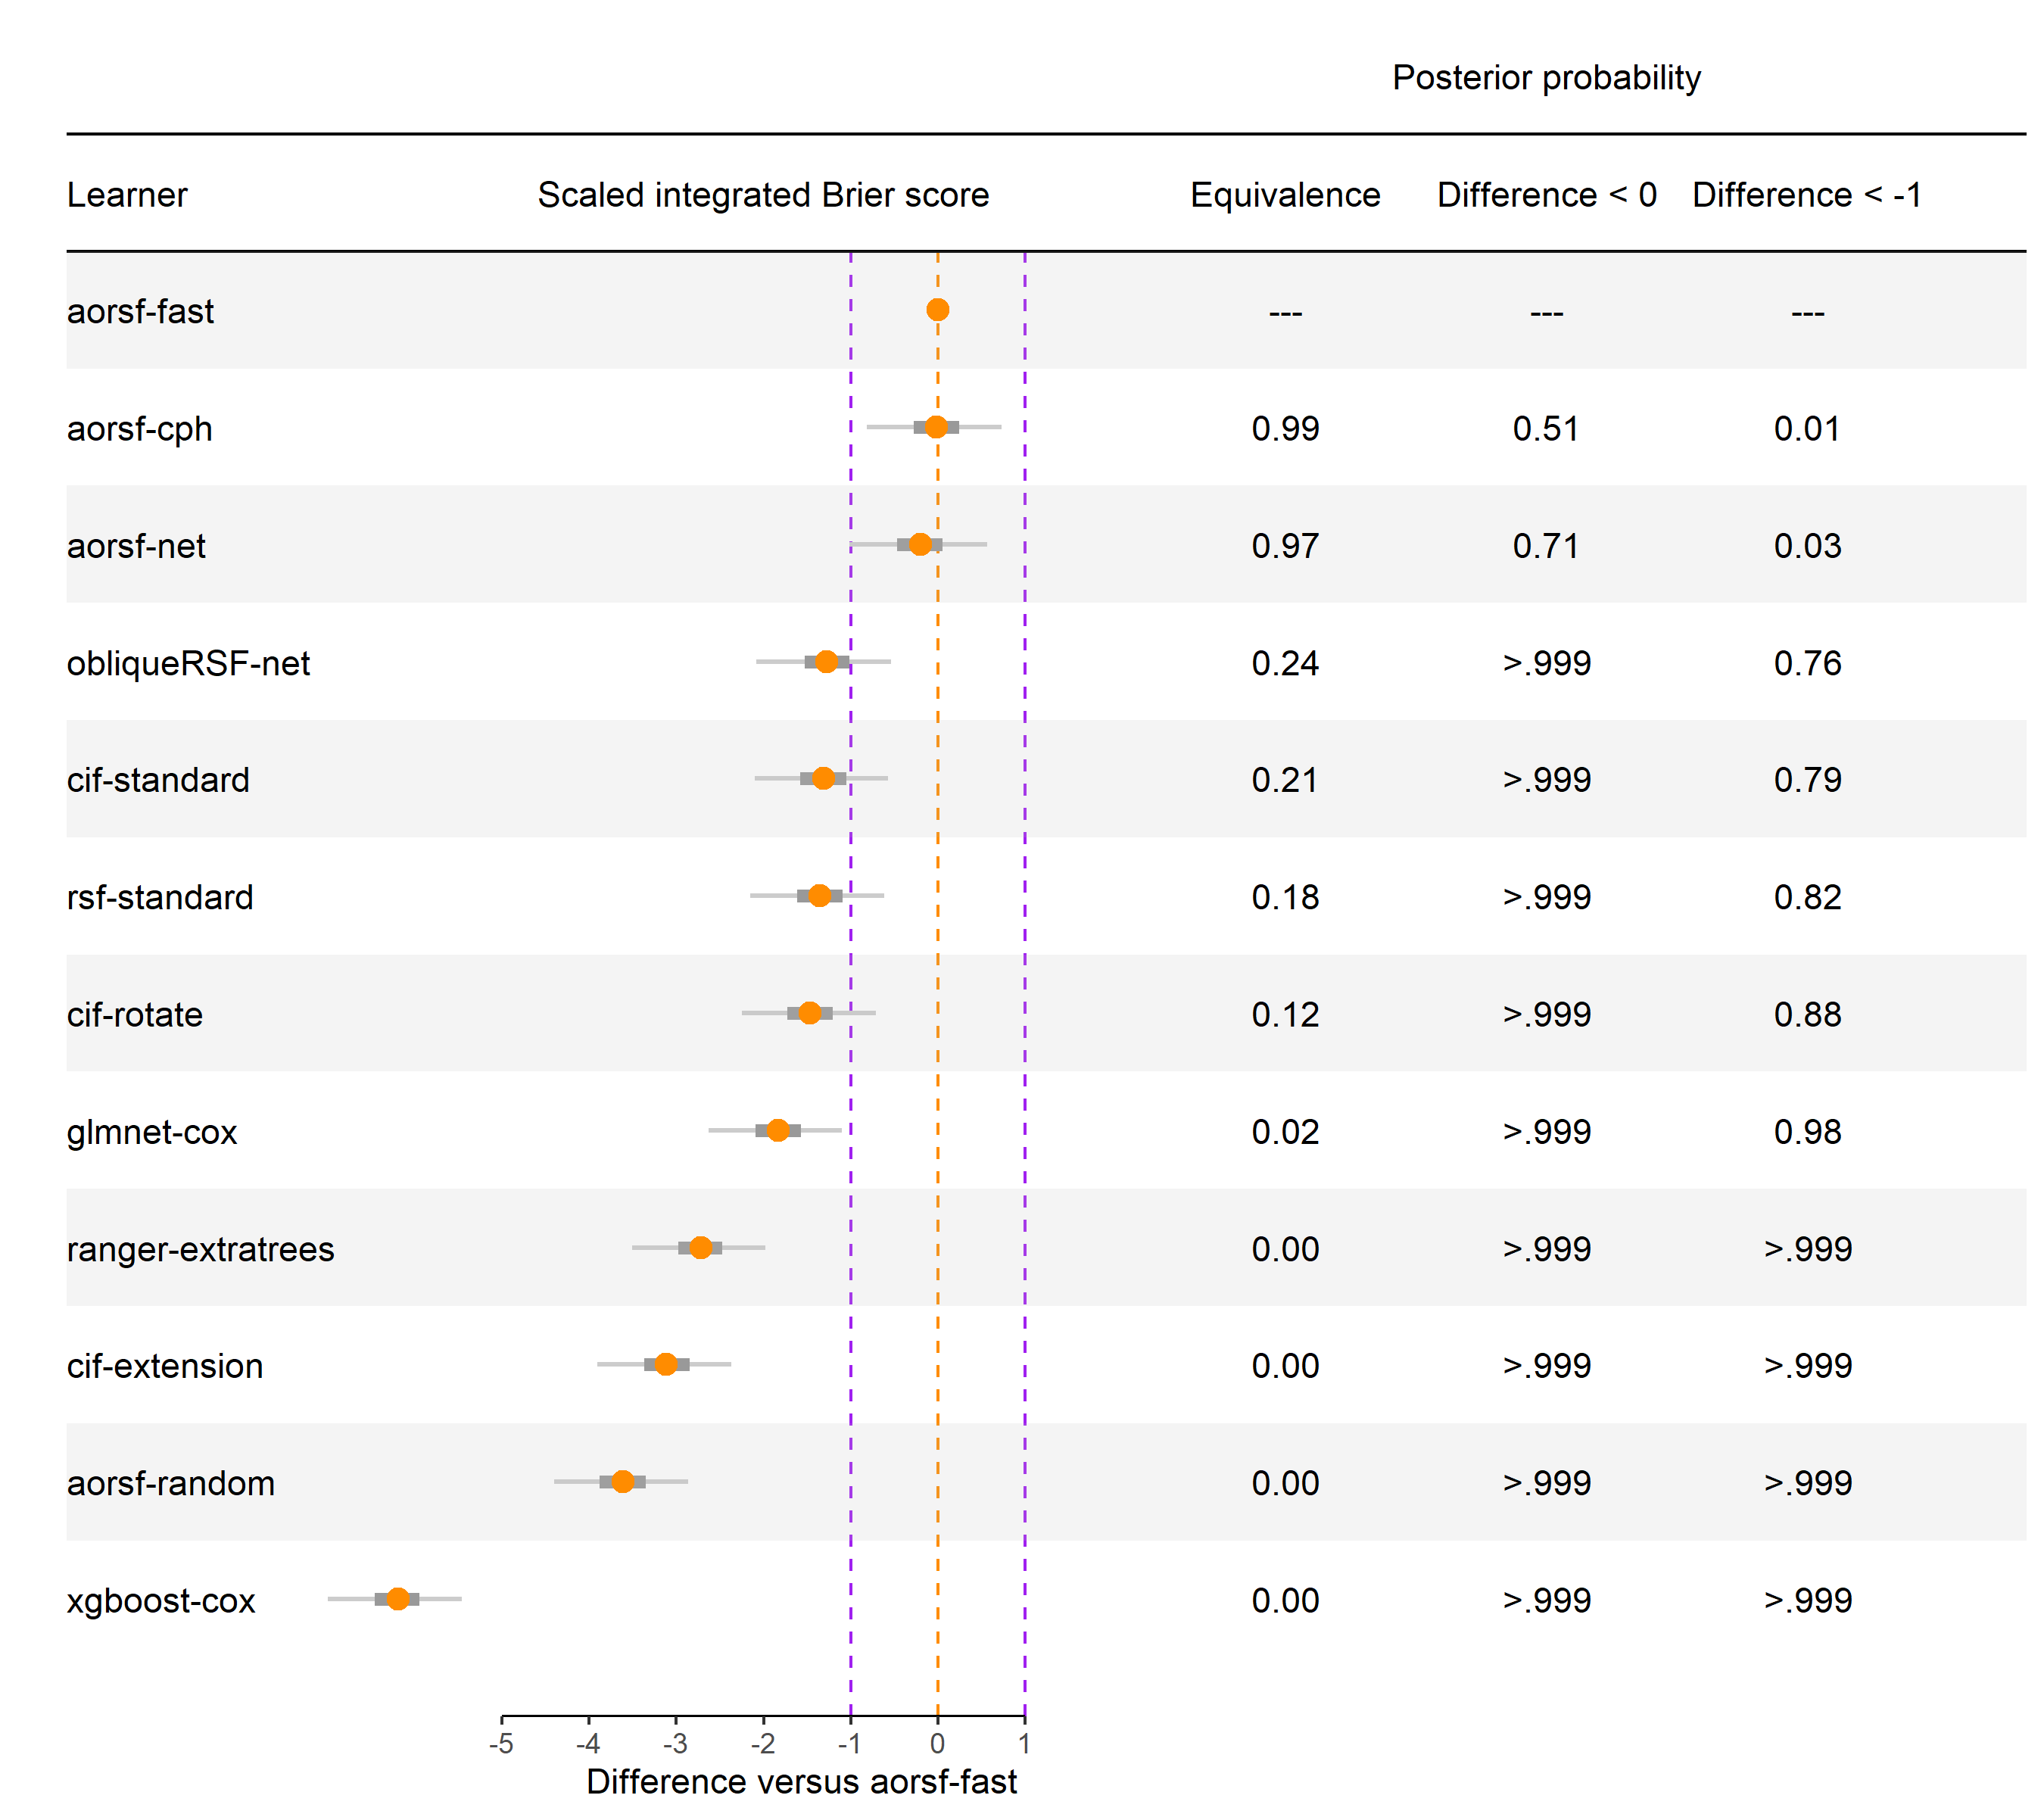 Posterior probability
Learner Scaled integrated Brier score Equivalence Difference < 0 Difference < -1
aorsf-fast --- --- ---
aorsf-cph 0.99 0.51 0.01
aorsf-net 0.97 0.71 0.03
obliqueRSF-net 0.24 >.999 0.76
cif-standard 0.21 >.999 0.79
rsf-standard 0.18 >.999 0.82
cif-rotate 0.12 >.999 0.88
glmnet-cox 0.02 >.999 0.98
ranger-extratrees 0.00 >.999 >.999
cif-extension 0.00 >.999 >.999
aorsf-random 0.00 >.999 >.999
xgboost-cox 0.00 >.999 >.999
-5 -4 -3 -2 -1 0 1
Difference versus aorsf-fast